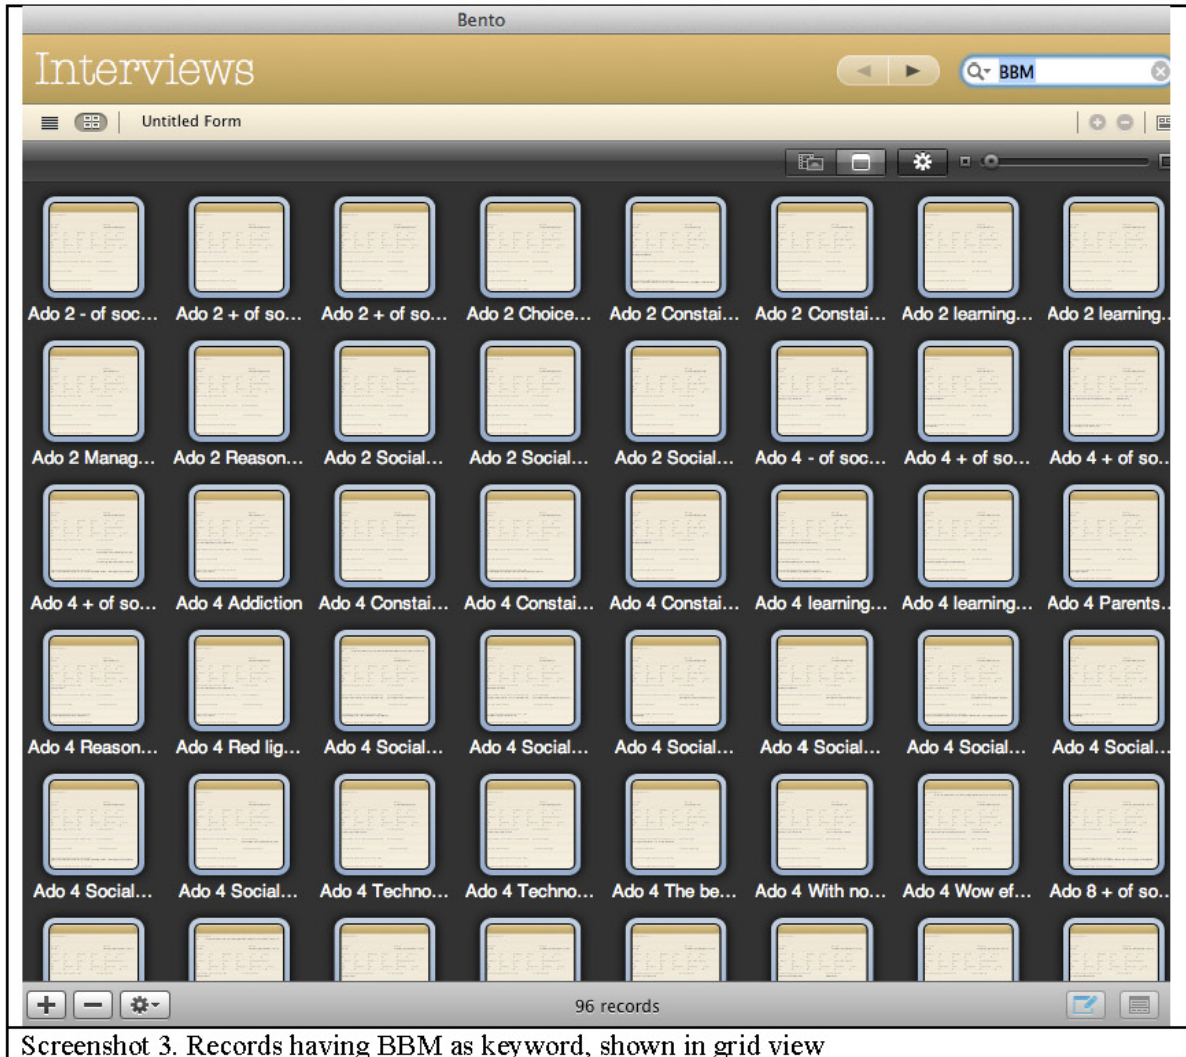 Bento
Interviews
BBM
Untitled Form
Ado 2 - of soc... Ado 2 + of so... Ado 2 + of so... Ado 2 Choice... Ado 2 Constai... Ado 2 Constai... Ado 2 learning... Ado 2 learning..
Ado 2 Manag... Ado 2 Reason... Ado 2 Social... Ado 2 Social... Ado 2 Social... Ado 4 - of soc... Ado 4 + of so... Ado 4 + of so..
Ado 4 + of so... Ado 4 Addiction Ado 4 Constai... Ado 4 Constai... Ado 4 Constai... Ado 4 learning... Ado 4 learning... Ado 4 Parents..
Ado 4 Reason... Ado 4 Red lig... Ado 4 Social... Ado 4 Social... Ado 4 Social... Ado 4 Social... Ado 4 Social... Ado 4 Social...
Ado 4 Social... Ado 4 Social... Ado 4 Techno... Ado 4 Techno... Ado 4 The be... Ado 4 With no... Ado 4 Wow ef... Ado 8 + of so..
96 records
Screenshot 3. Records having BBM as keyword, shown in grid view